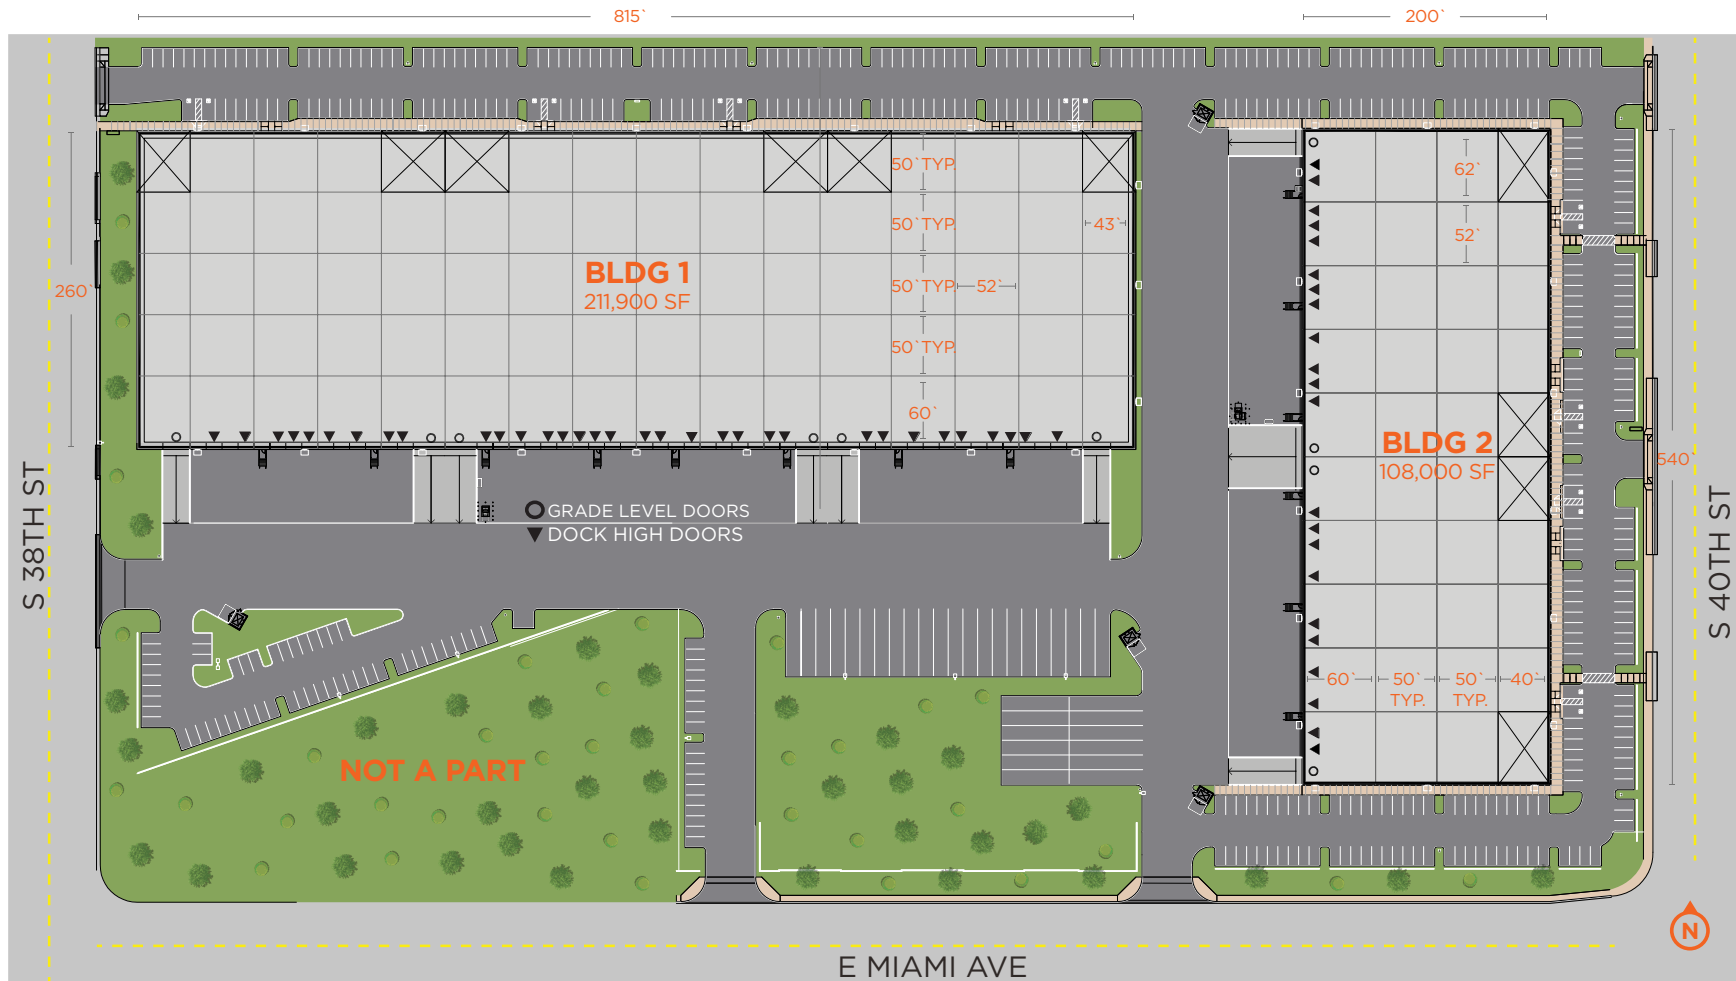 815`
200`
50`TYP.
62`
50`TYP.
43`
52`
BLDG 1
211,900 SF
260`
50`TYP.
52`
50`TYP.
60`
BLDG 2
108,000 SF
540`
S 38TH ST
S 40TH ST
GRADE LEVEL DOORS
DOCK HIGH DOORS
60`
50`
TYP.
50`
TYP.
40`
NOT A PART
N
E MIAMI AVE